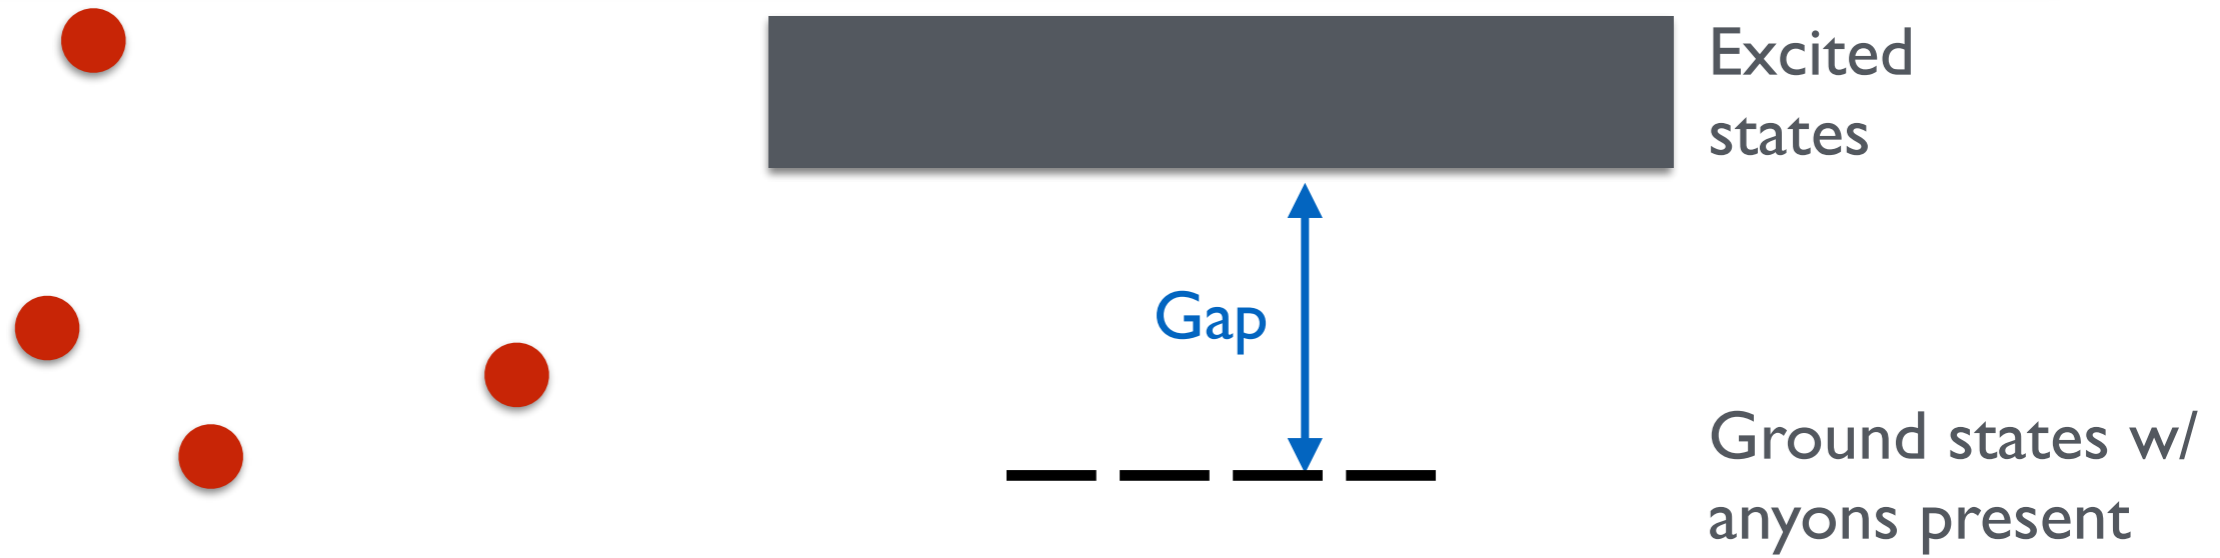 Excited
states
Gap
Ground states w/
anyons present